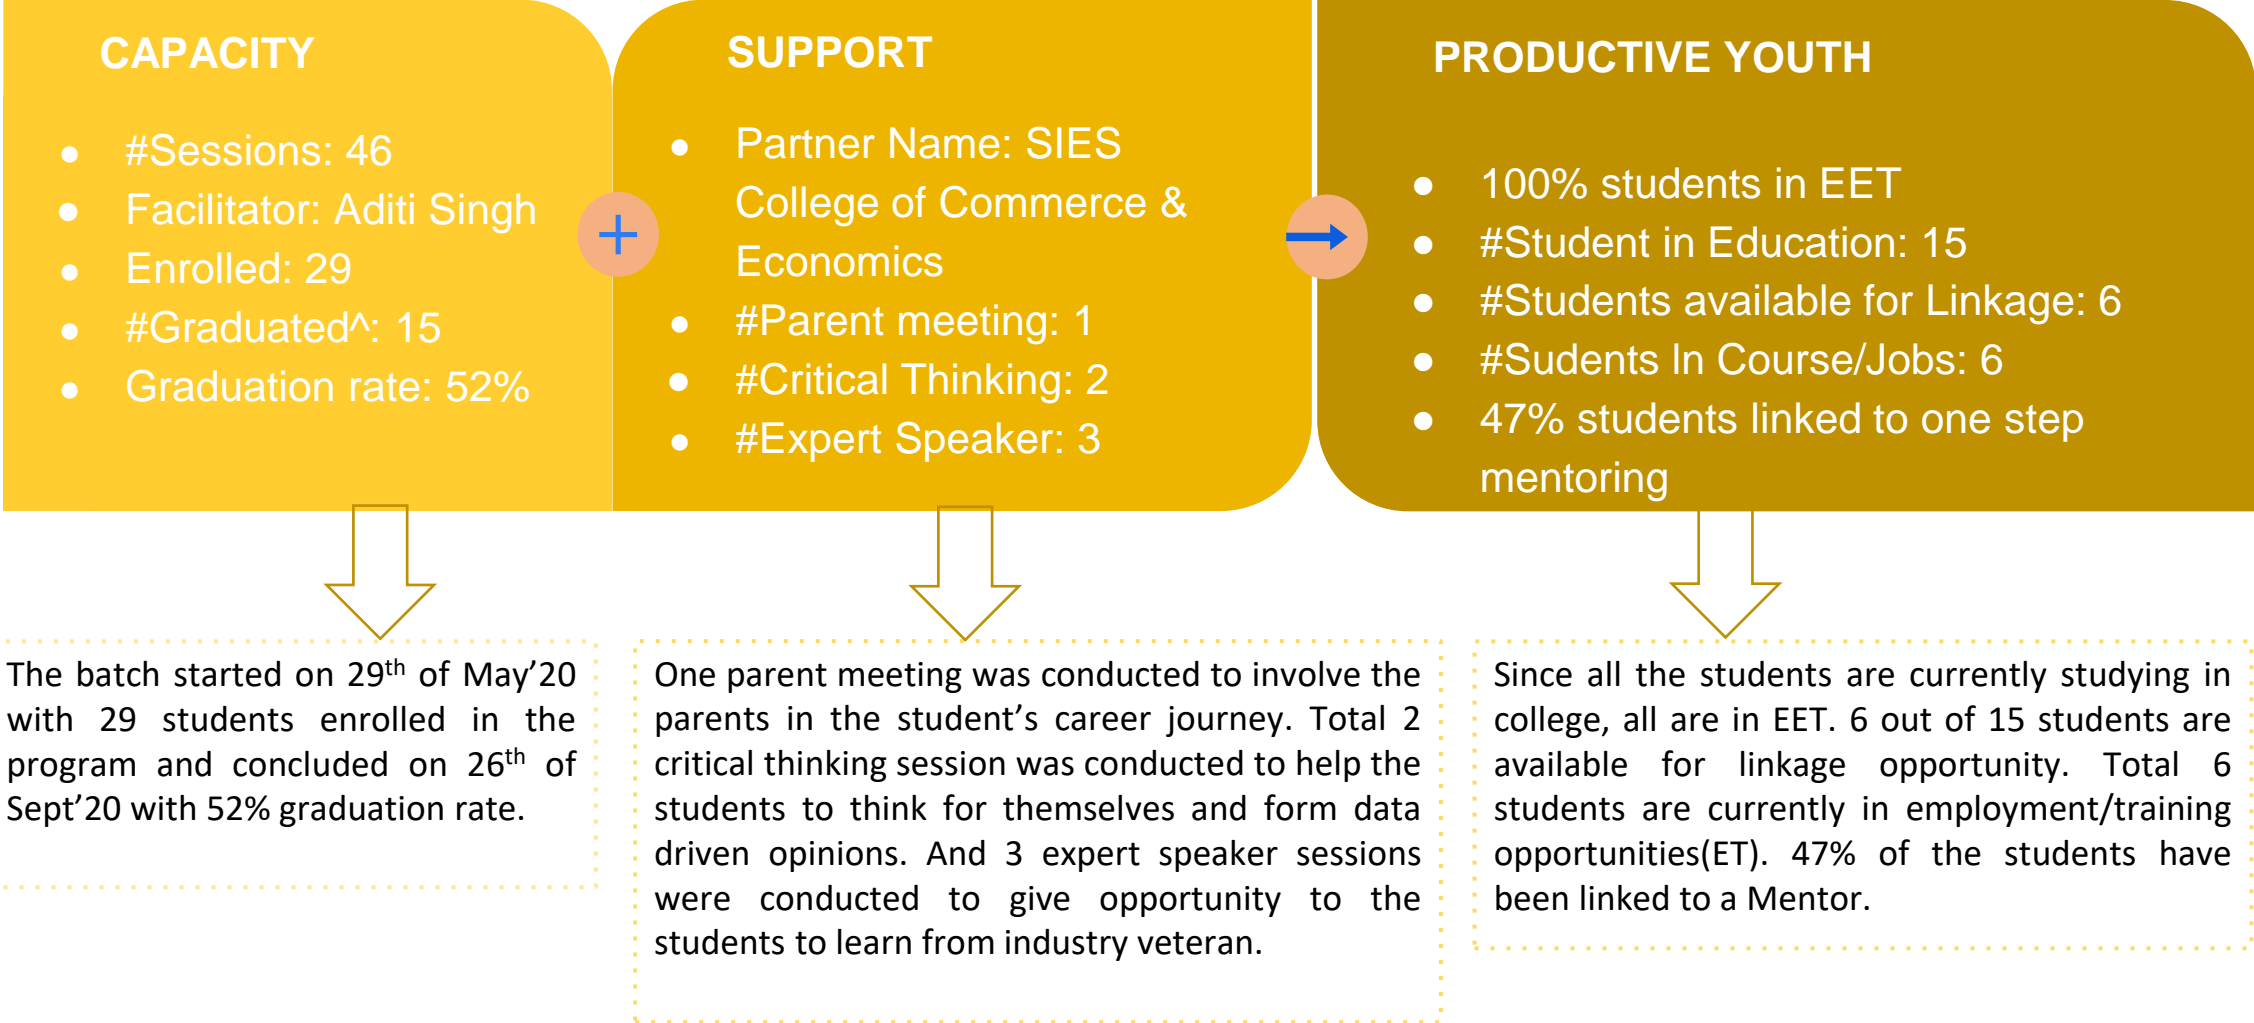 CAPACITY
● #Sessions: 46
● Facilitator: Aditi Singh
● Enrolled: 29
● #Graduated^: 15
● Graduation rate: 52%
+
SUPPORT
● Partner Name: SIES
College of Commerce &
Economics
● #Parent meeting: 1
● #Critical Thinking: 2
● #Expert Speaker: 3
PRODUCTIVE YOUTH
● 100% students in EET
● #Student in Education: 15
● #Students available for Linkage: 6
● #Sudents In Course/Jobs: 6
● 47% students linked to one step
mentoring
The batch started on 29th of May’20
with 29 students enrolled in the
program and concluded on 26th of
Sept’20 with 52% graduation rate.
One parent meeting was conducted to involve the
parents in the student’s career journey. Total 2
critical thinking session was conducted to help the
students to think for themselves and form data
driven opinions. And 3 expert speaker sessions
were conducted to give opportunity to the
students to learn from industry veteran.
Since all the students are currently studying in
college, all are in EET. 6 out of 15 students are
available for linkage opportunity. Total 6
students are currently in employment/training
opportunities(ET). 47% of the students have
been linked to a Mentor.